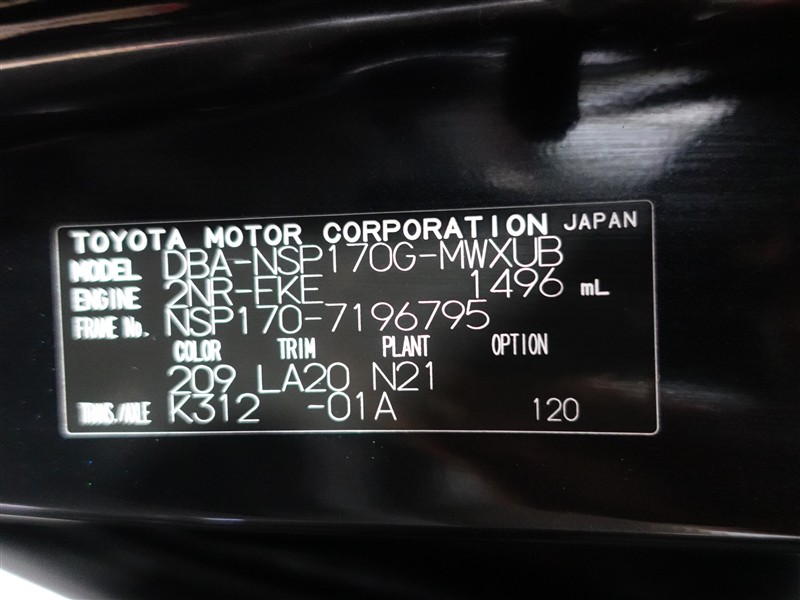 TOYOTA MOTOR CORPORATION JAPAN
MODEL DBA-NSP170G-MWXUB
ENGINE 2NR-FKE 1496 mL
FRAME No. NSP170-7196795
COLOR TRIM PLANT OPTION
209 LA20 N21
TRANS./AXLE K312 -01A 120